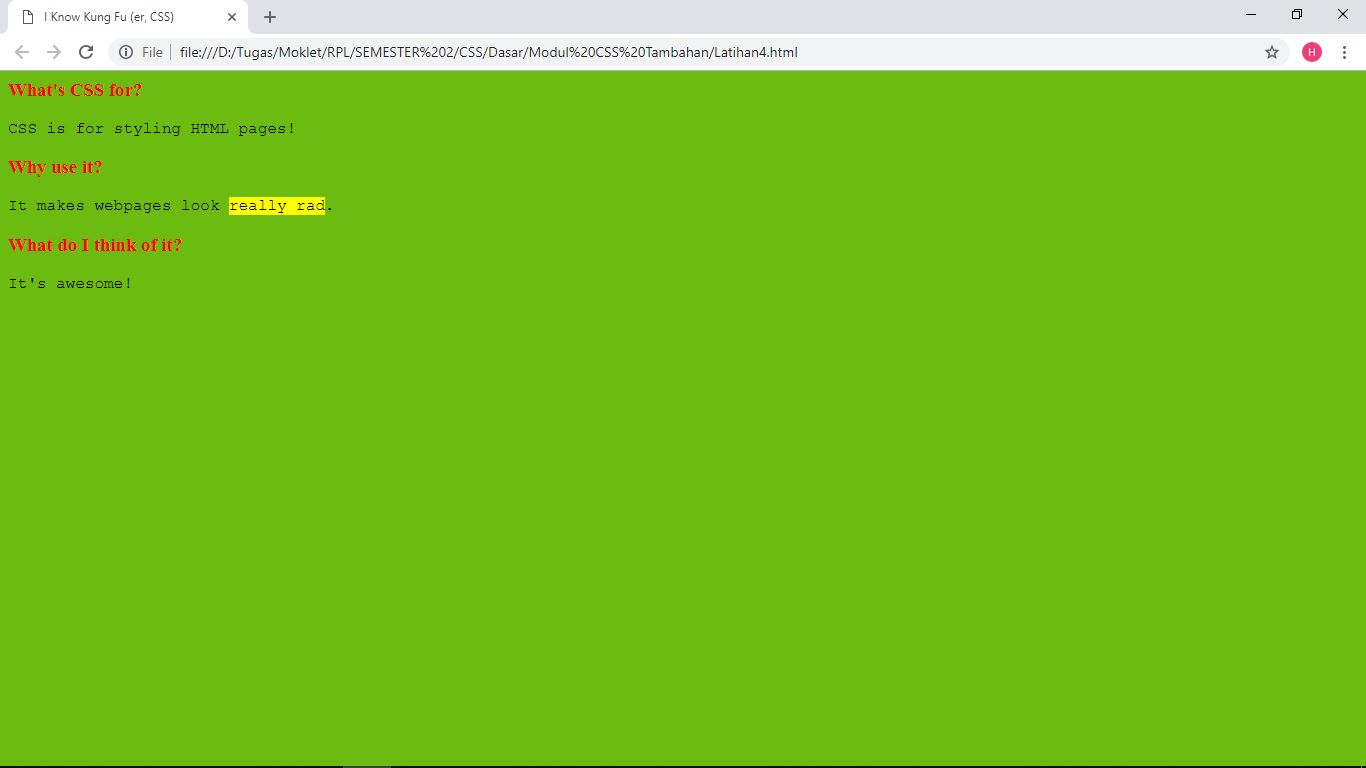 I Know Kung Fu (er, CSS)
File file:///D:/Tugas/Moklet/RPL/SEMESTER%202/CSS/Dasar/Modul%20CSS%20Tambahan/Latihan4.html
H
What's CSS for?
CSS is for styling HTML pages!
Why use it?
It makes webpages look really rad.
What do I think of it?
It's awesome!